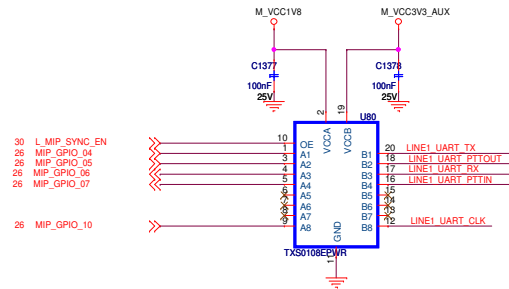 M_VCC1V8
M_VCC3V3_AUX
C1377
100nF
25V
C1378
100nF
25V
2
19
U80
VCCA
VCCB
30 L_MIP_SYNC_EN 10 OE
26 MIP_GPIO_04 1 A1 B1 20 LINE1_UART_TX
26 MIP_GPIO_05 3 A2 B2 18 LINE1_UART_PTTOUT
26 MIP_GPIO_06 4 A3 B3 17 LINE1_UART_RX
26 MIP_GPIO_07 5 A4 B4 16 LINE1_UART_PTTIN
6 A5 B5 15
A6 B6 14
8 A7 B7 13
26 MIP_GPIO_10 9 A8 B8 12 LINE1_UART_CLK
GND
TXS0108EPWR
11